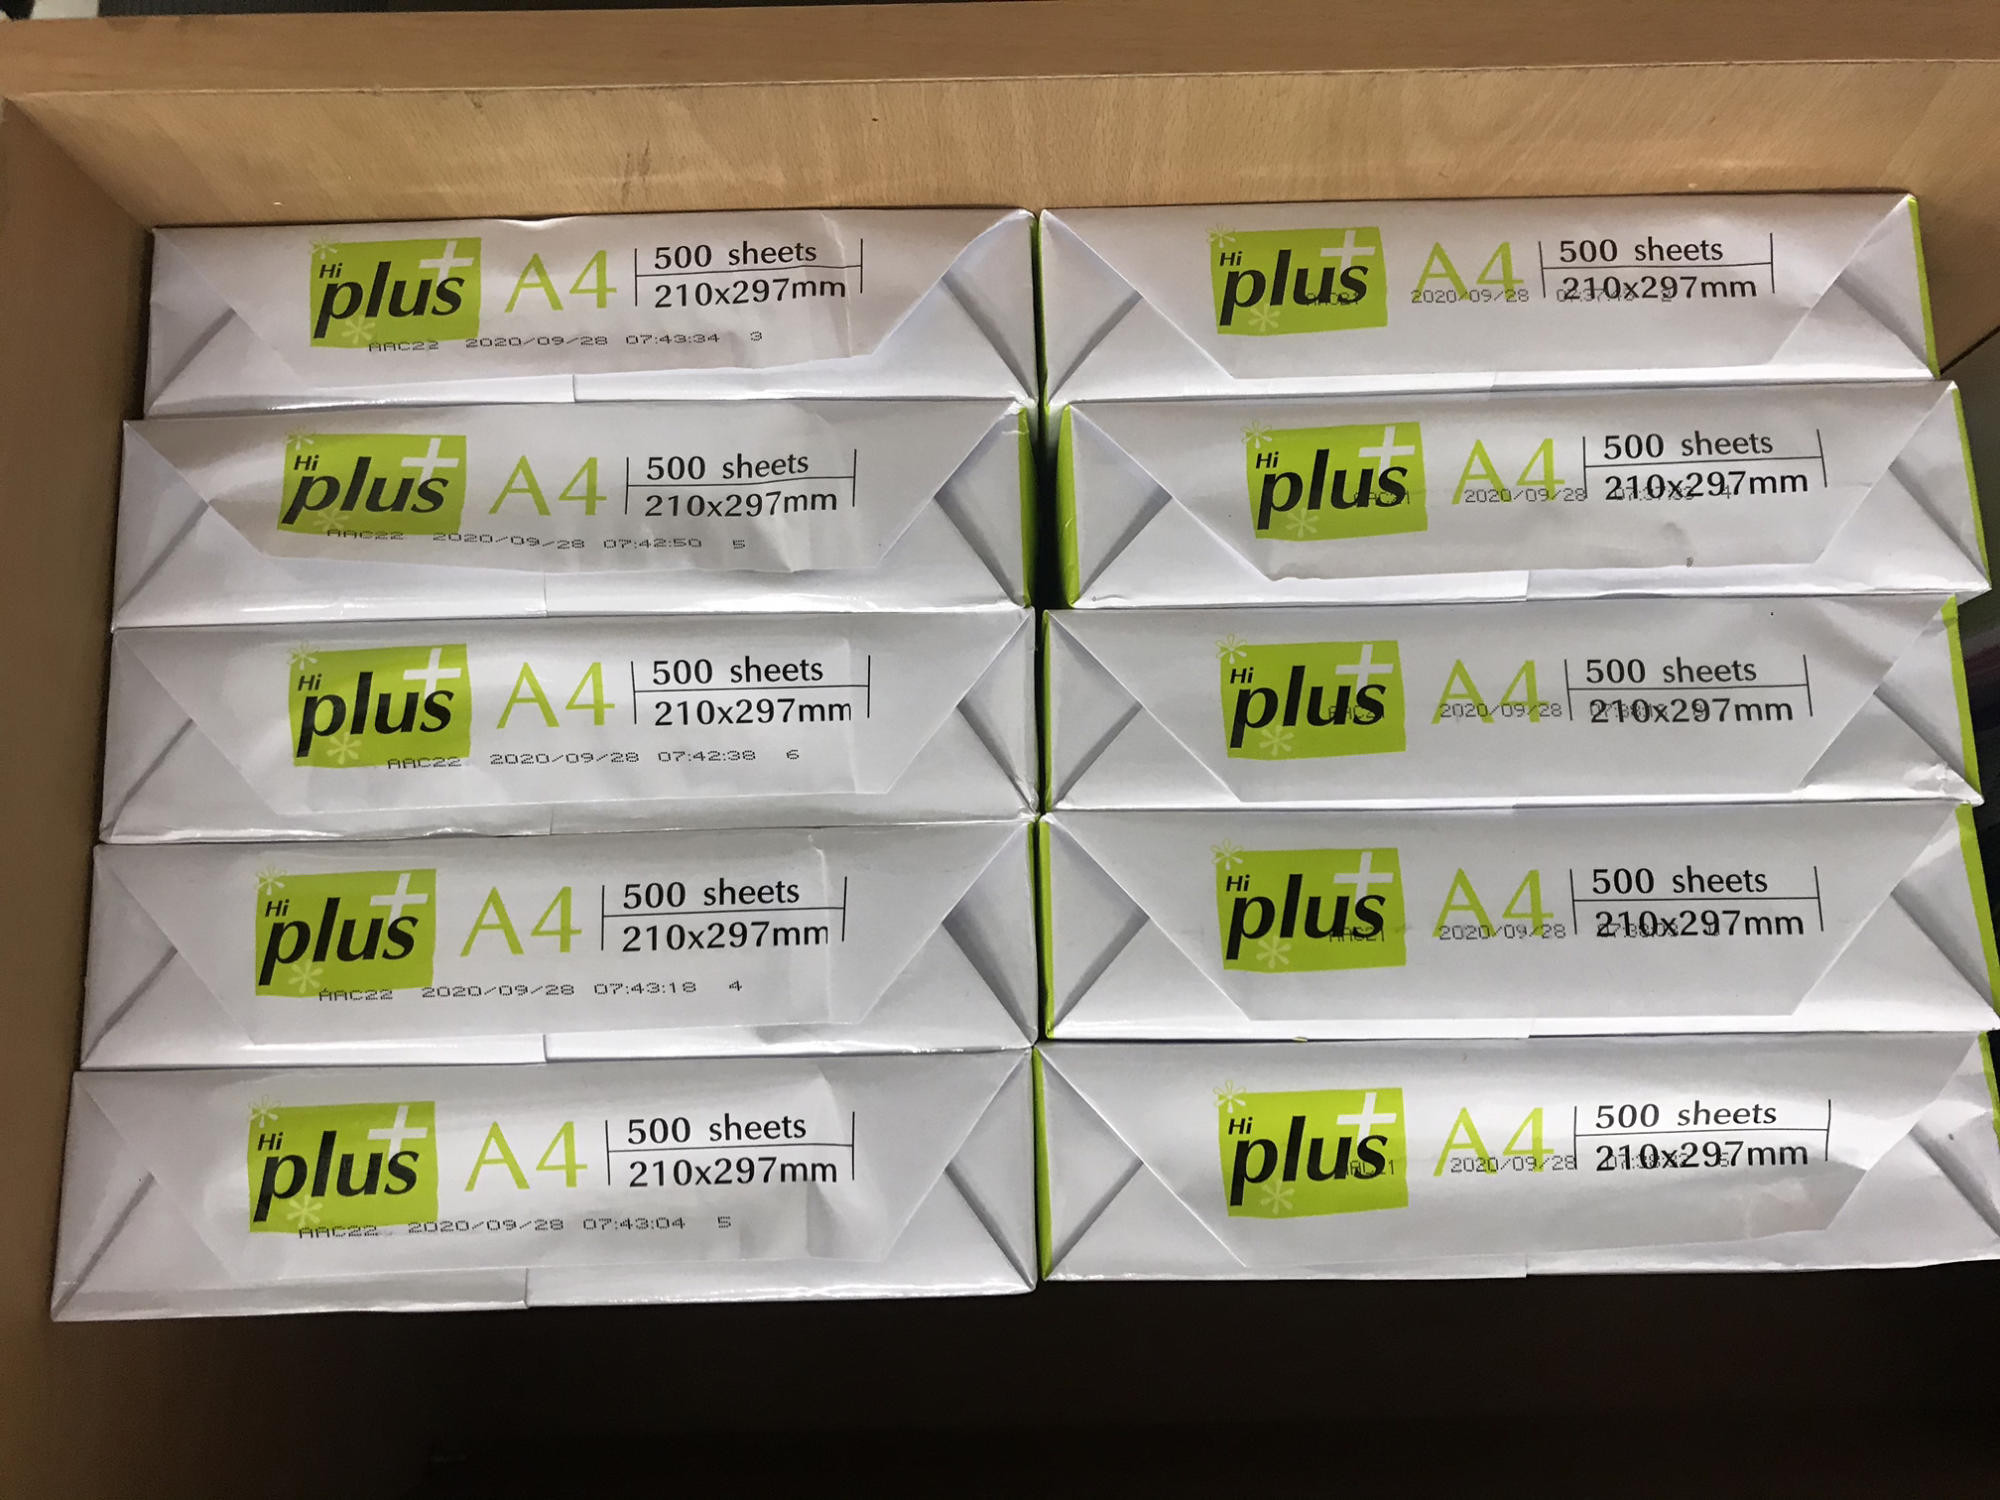 Hi plus+ A4 500 sheets
210x297mm
AAC22 2020/09/28 07:43:34 3
Hi plus+ A4 500 sheets
210x297mm
AAC22 2020/09/28 07:42:50 5
Hi plus+ A4 500 sheets
210x297mm
AAC22 2020/09/28 07:42:38 6
Hi plus+ A4 500 sheets
210x297mm
AAC22 2020/09/28 07:43:18 4
Hi plus+ A4 500 sheets
210x297mm
AAC22 2020/09/28 07:43:04 5
Hi plus+ A4 500 sheets
210x297mm
AAC21 2020/09/28
Hi plus+ A4 500 sheets
210x297mm
AAC21 2020/09/28
Hi plus+ A4 500 sheets
210x297mm
AAC21 2020/09/28
Hi plus+ A4 500 sheets
210x297mm
AAC21 2020/09/28
Hi plus+ A4 500 sheets
210x297mm
AAC21 2020/09/28